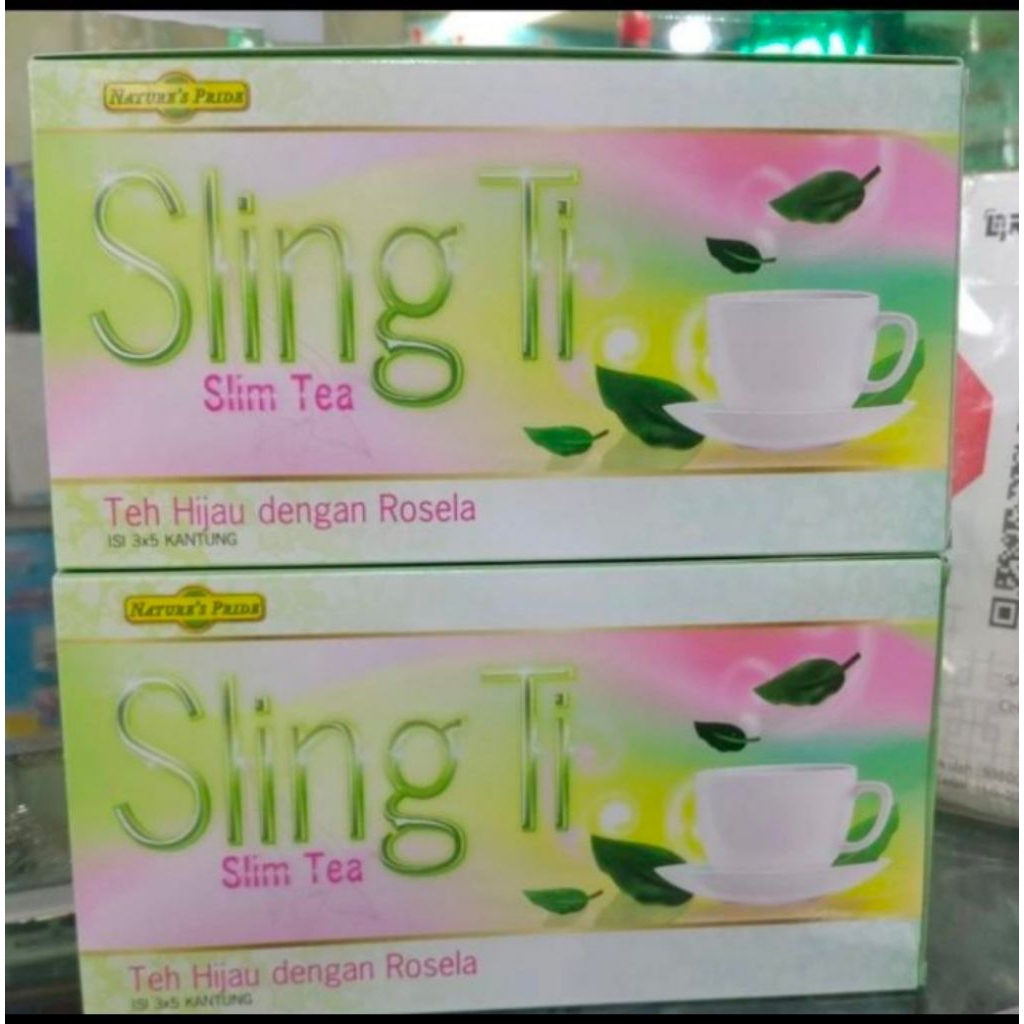 NATURE'S PRIDE
Sling Ti
Slim Tea
Teh Hijau dengan Rosela
ISI 3x5 KANTUNG
NATURE'S PRIDE
Sling Ti
Slim Tea
Teh Hijau dengan Rosela
ISI 3x5 KANTUNG